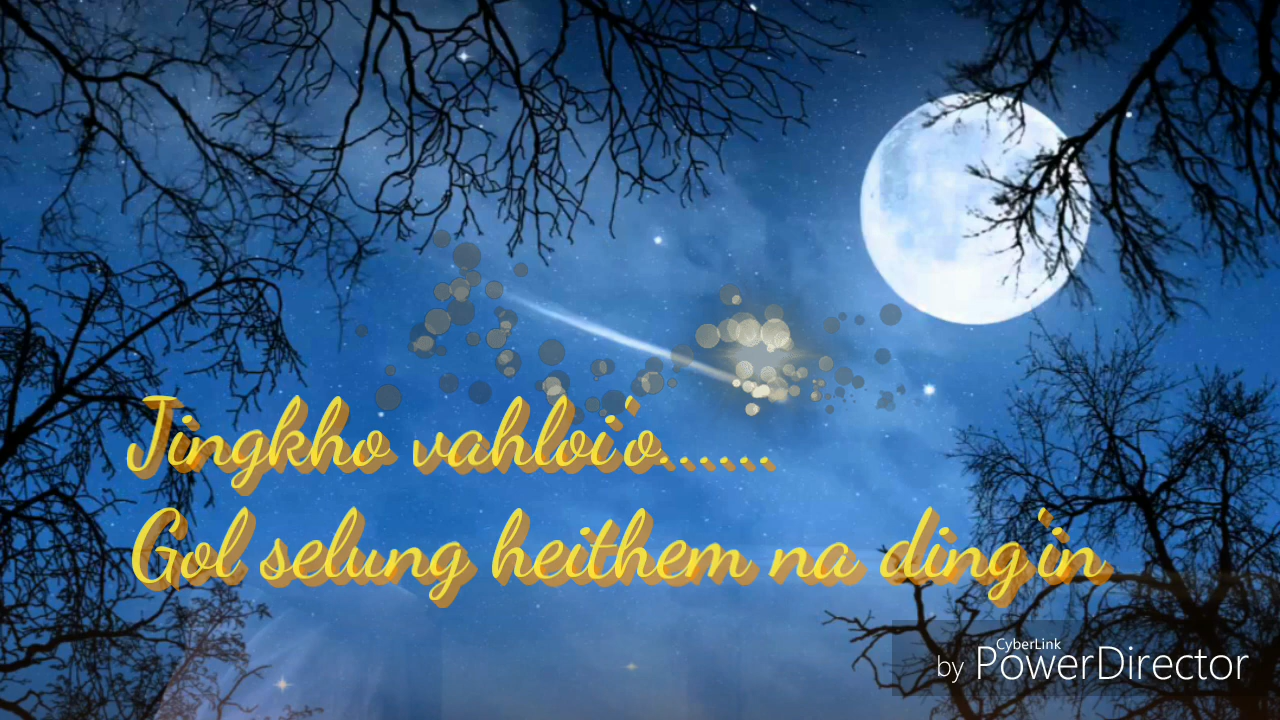 Jingkho vahloi'o......
Gol selung heithem na ding'in
CyberLink
by PowerDirector